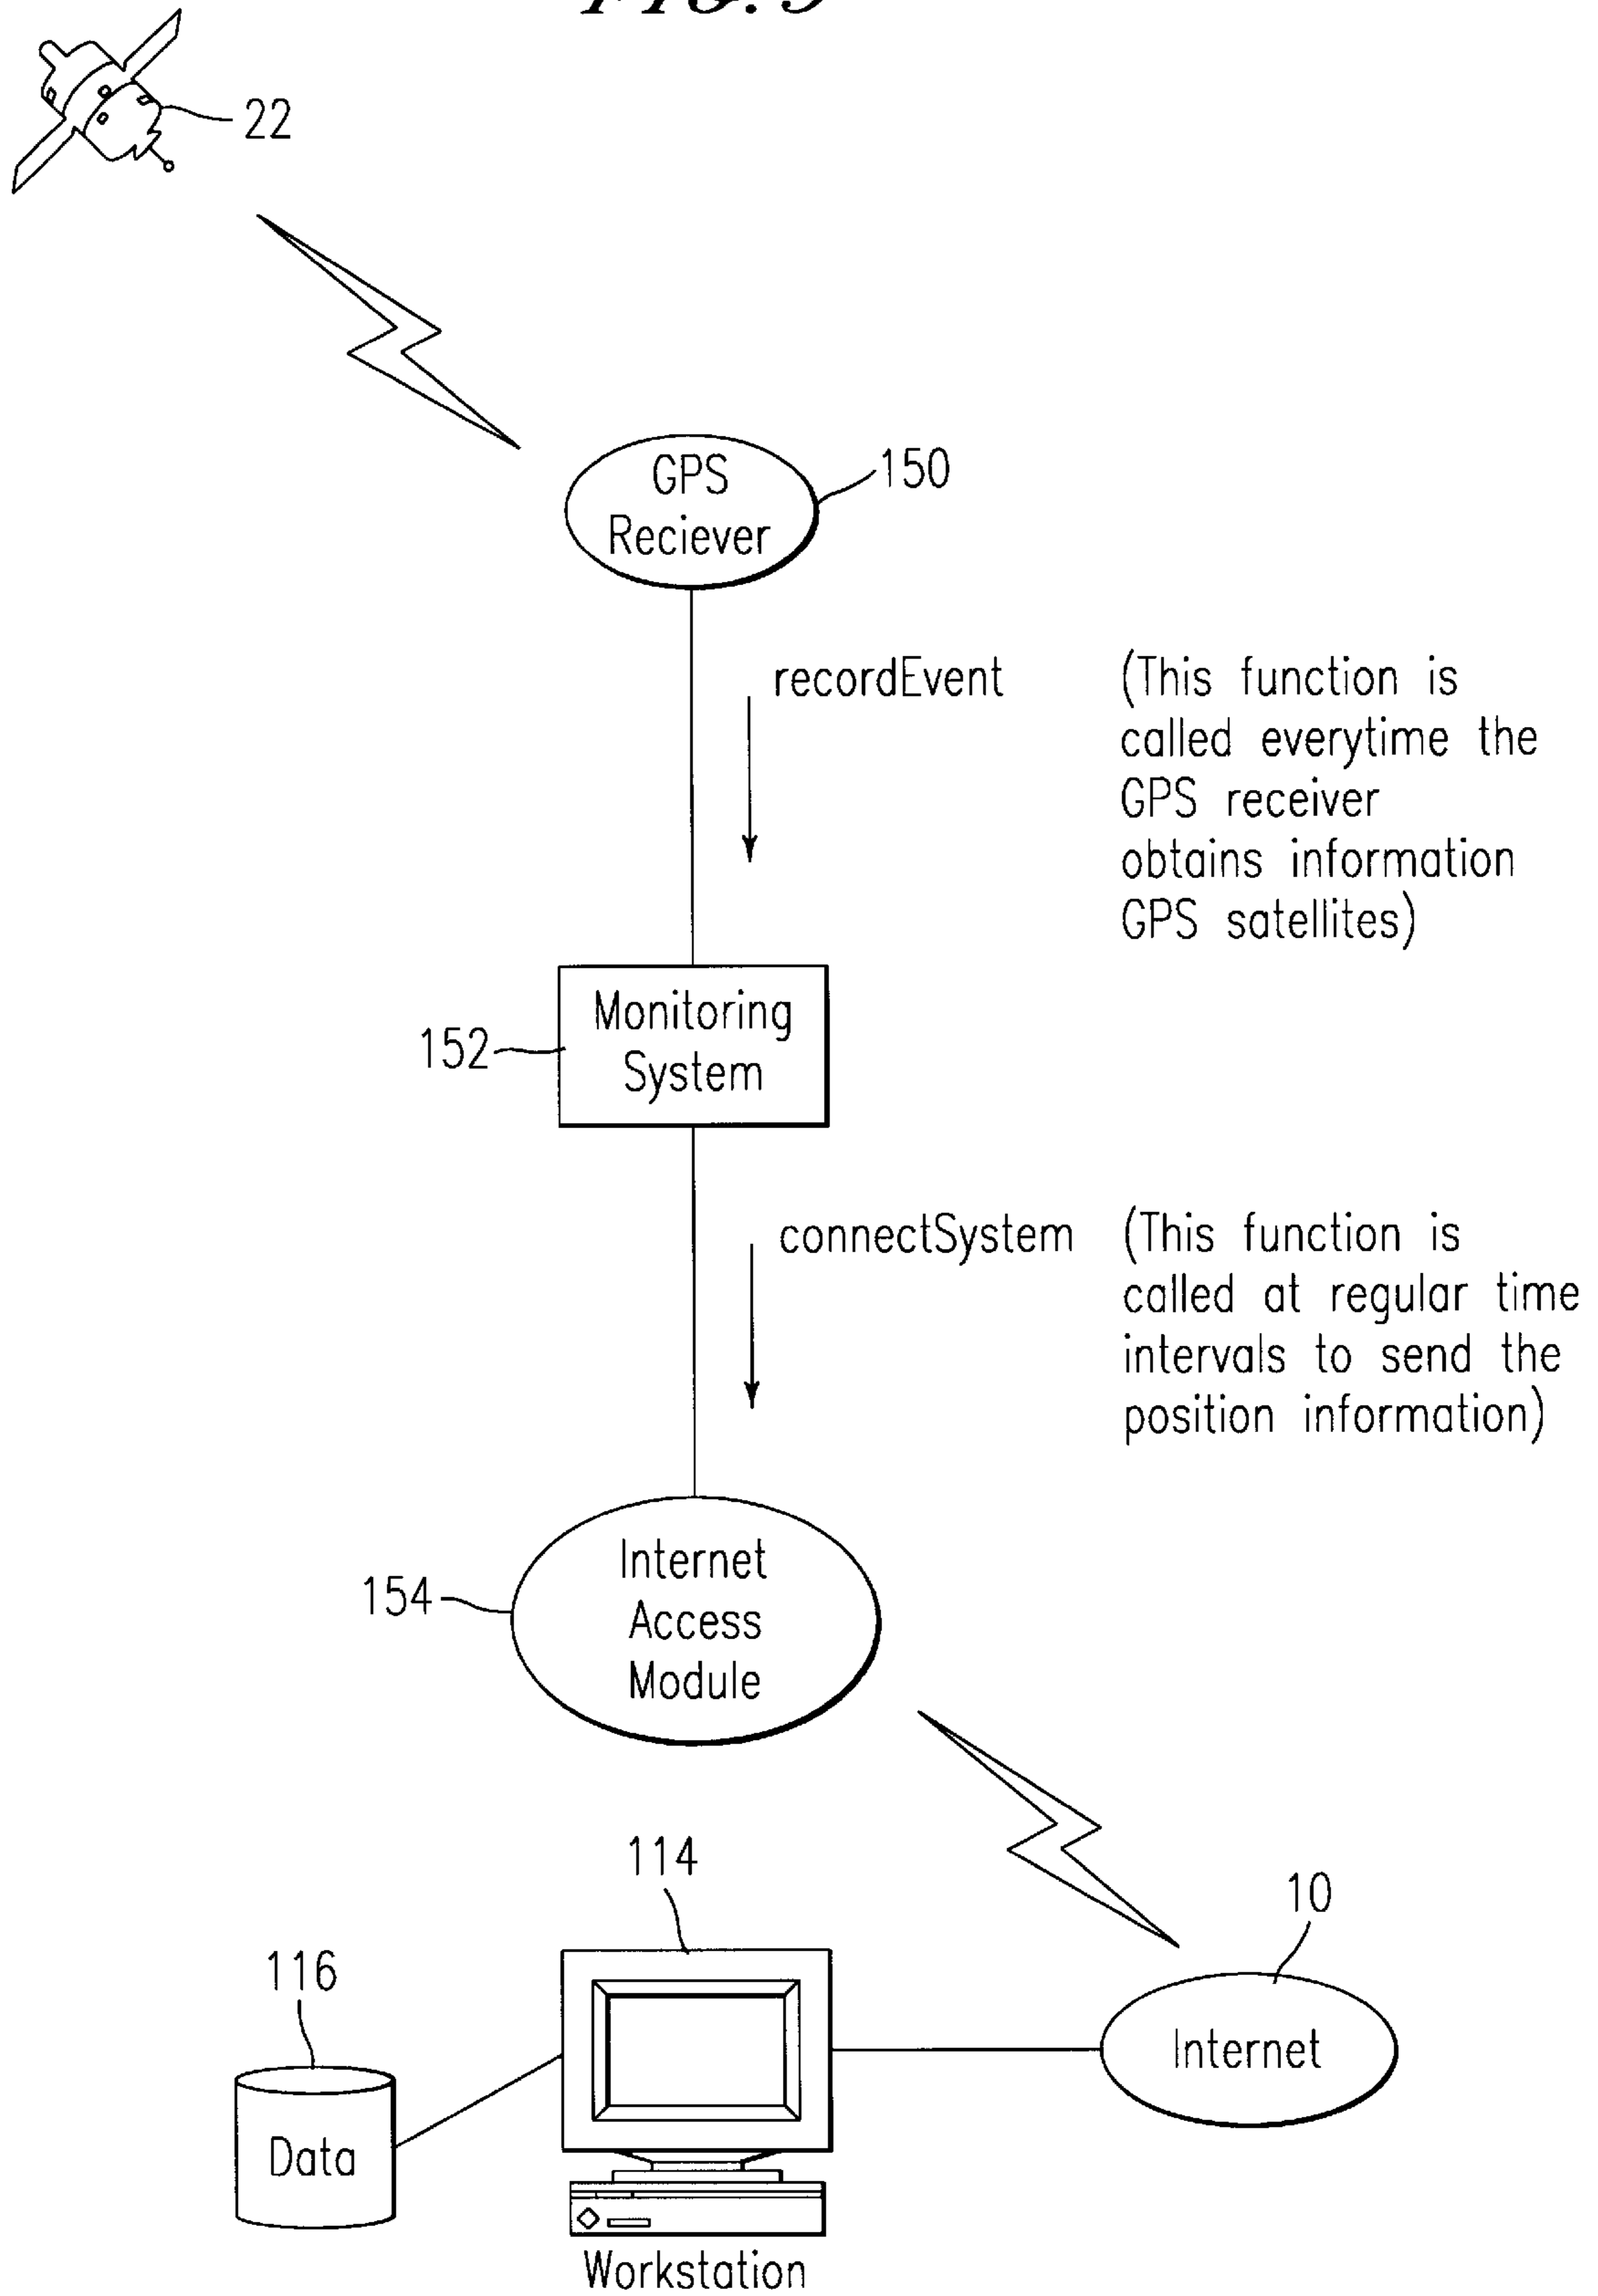 22
GPS
Reciever
150
recordEvent
(This function is
called everytime the
GPS receiver
obtains information
GPS satellites)
152
Monitoring
System
connectSystem
(This function is
called at regular time
intervals to send the
position information)
154
Internet
Access
Module
114
10
116
Internet
Data
Workstation